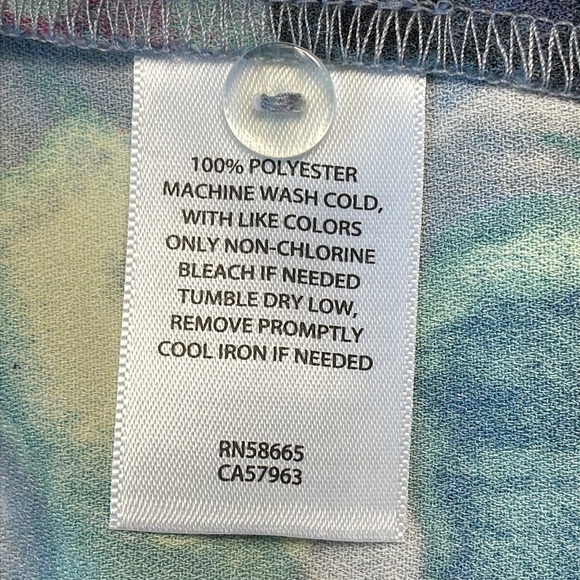 100% POLYESTER
MACHINE WASH COLD,
WITH LIKE COLORS
ONLY NON-CHLORINE
BLEACH IF NEEDED
TUMBLE DRY LOW,
REMOVE PROMPTLY
COOL IRON IF NEEDED
RN58665
CA57963